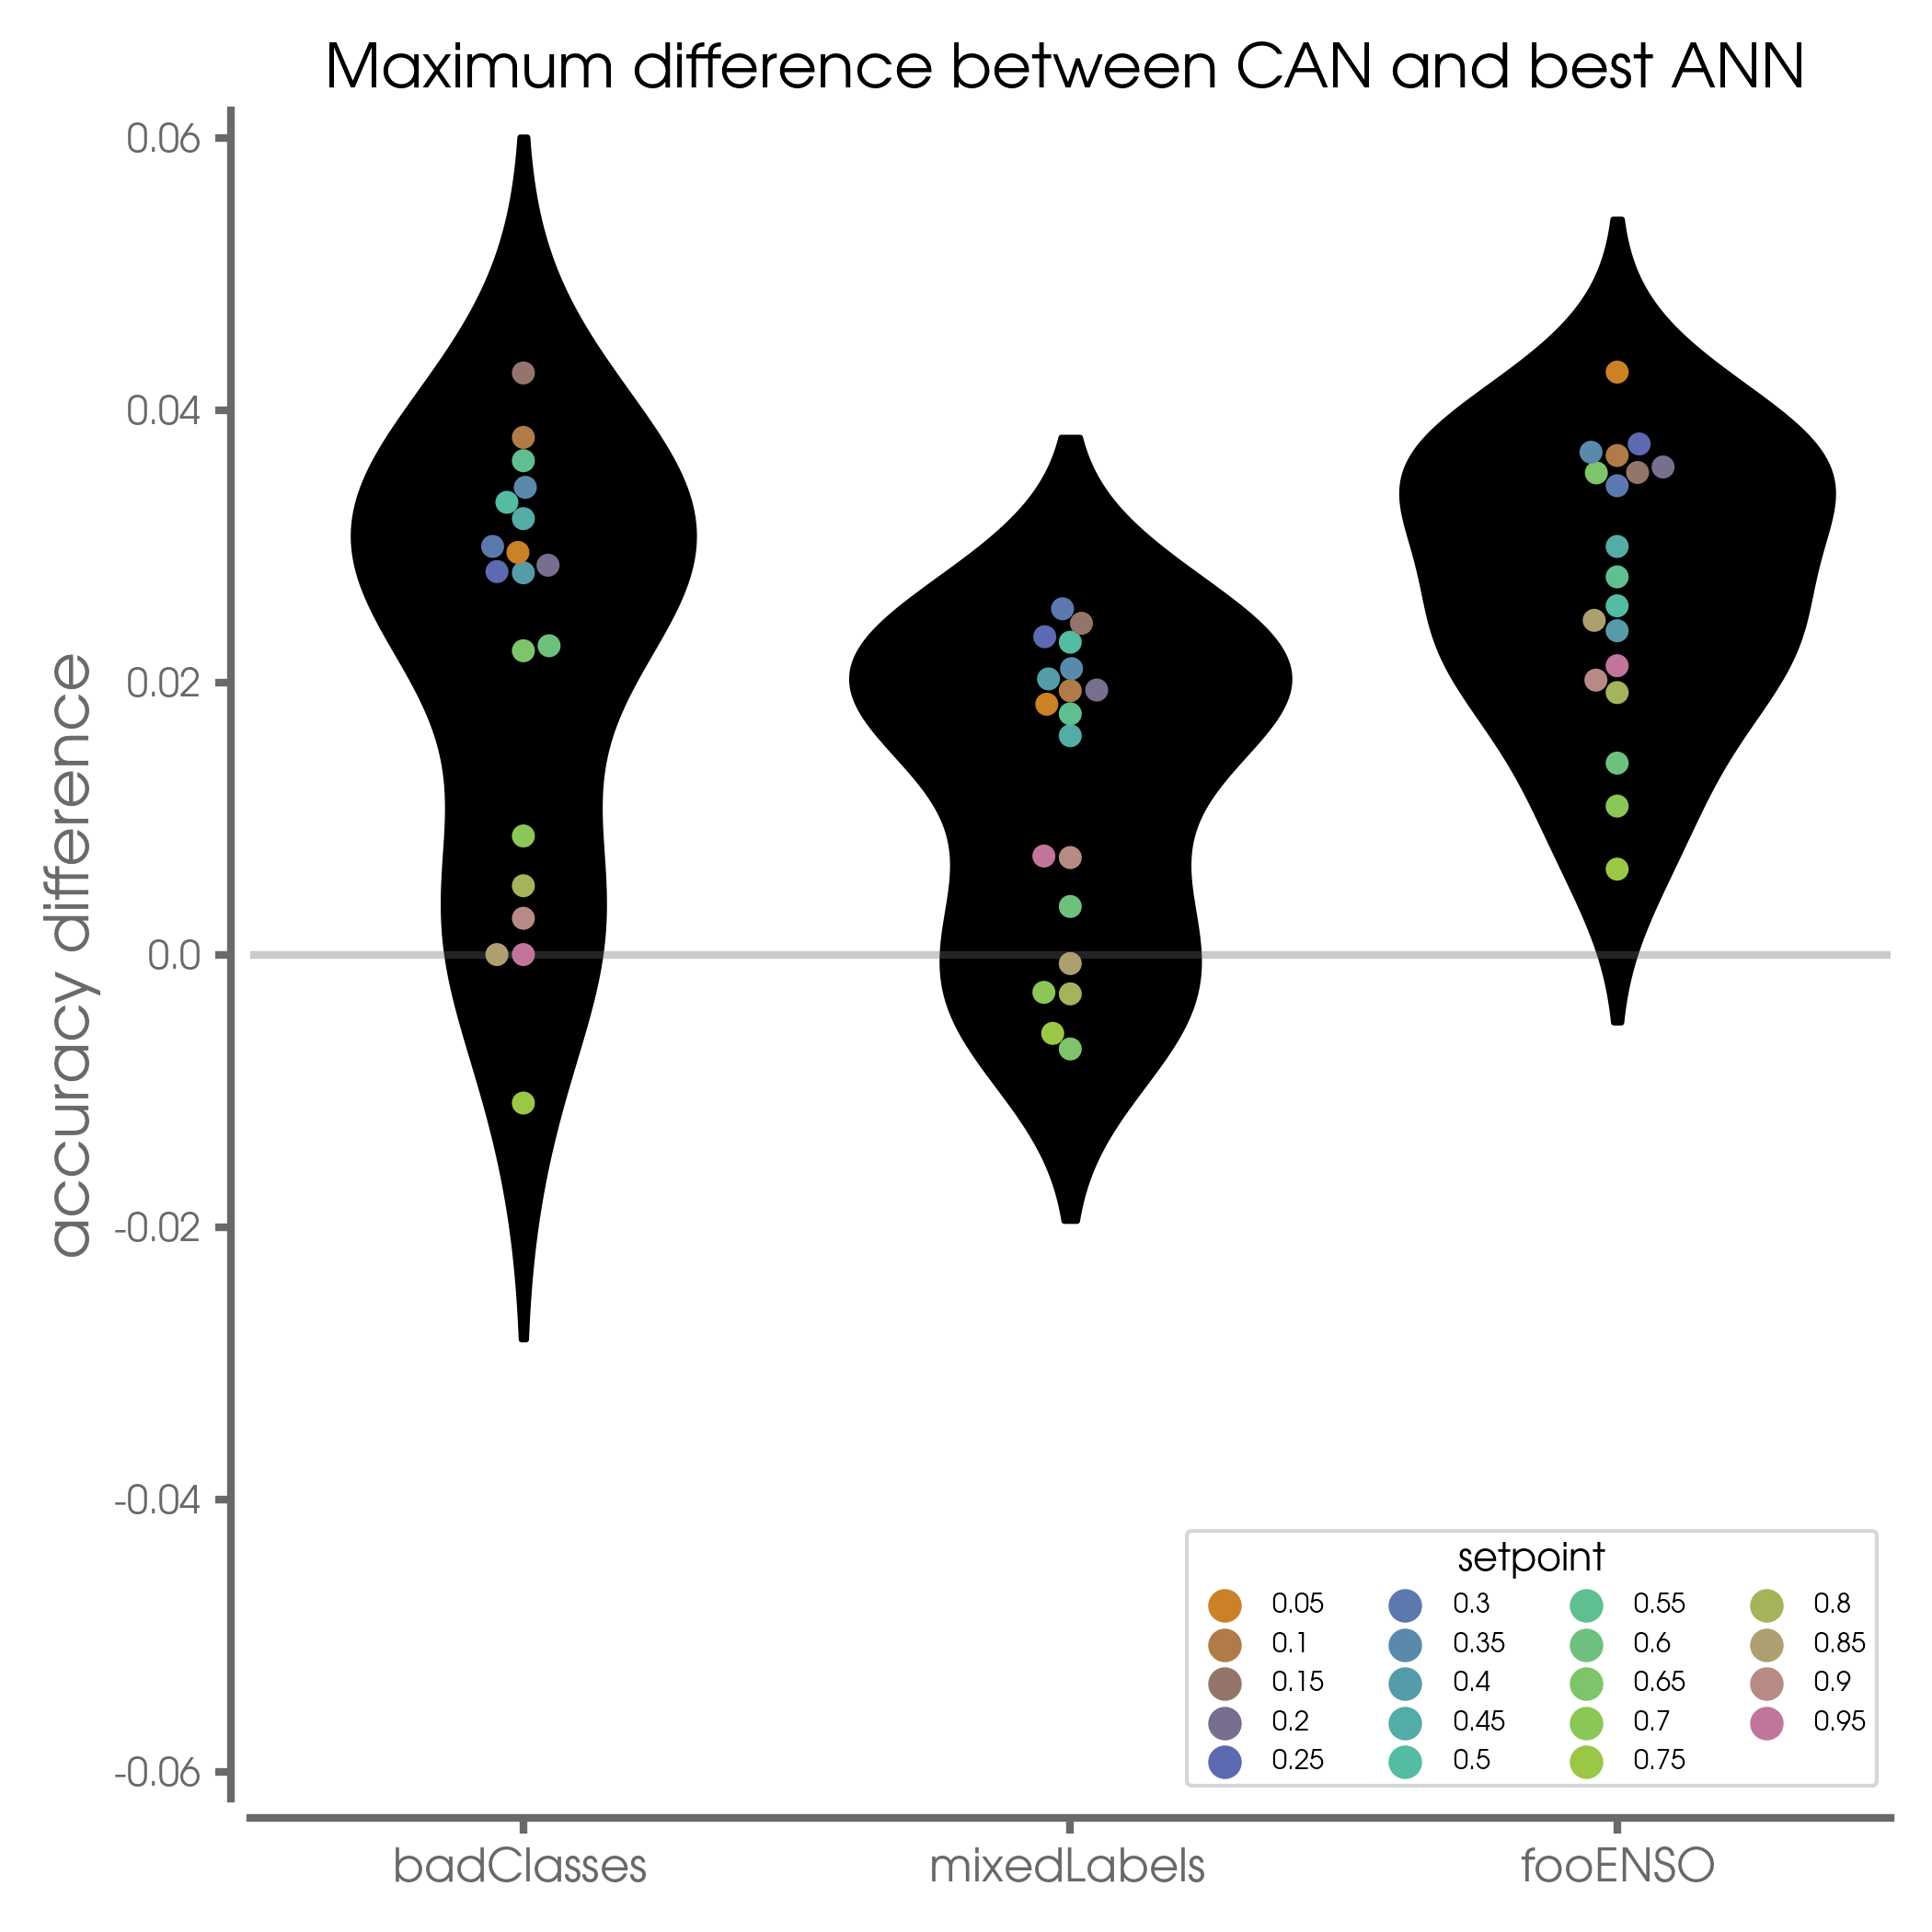 Maximum difference between CAN and best ANN
0.06
0.04
0.02
0.0
-0.02
-0.04
-0.06
accuracy difference
setpoint
0.05 0.3 0.55 0.8
0.1 0.35 0.6 0.85
0.15 0.4 0.65 0.9
0.2 0.45 0.7 0.95
0.25 0.5 0.75
badClasses mixedLabels fooENSO